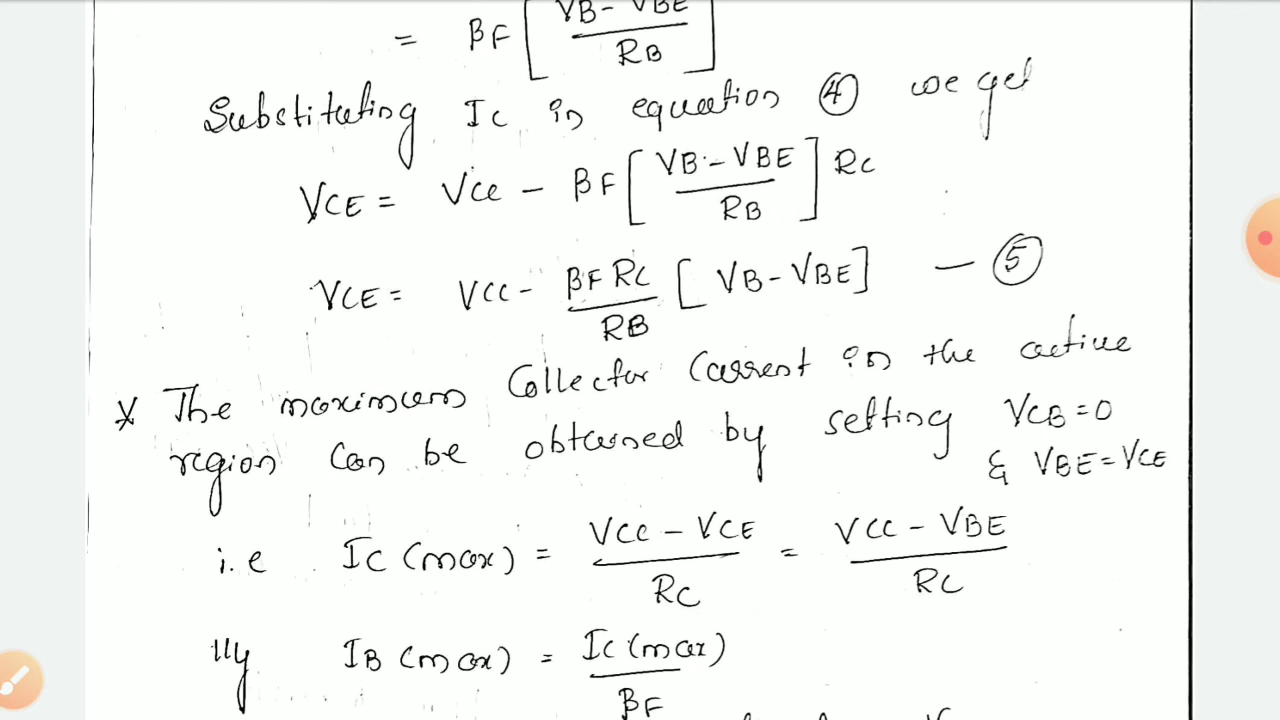 = βF [ VB - VBE / RB ]
Substituting Ic in equation ④ we get
VCE = Vcc - βF [ VB - VBE / RB ] Rc
VCE = VCC - βF RC / RB [ VB - VBE ] — ⑤
* The maximum Collector Current in the active
region can be obtained by setting VCB = 0
& VBE = VCE
i.e Ic (max) = VCC - VCE / RC = VCC - VBE / RC
lly IB (max) = Ic (max) / βF